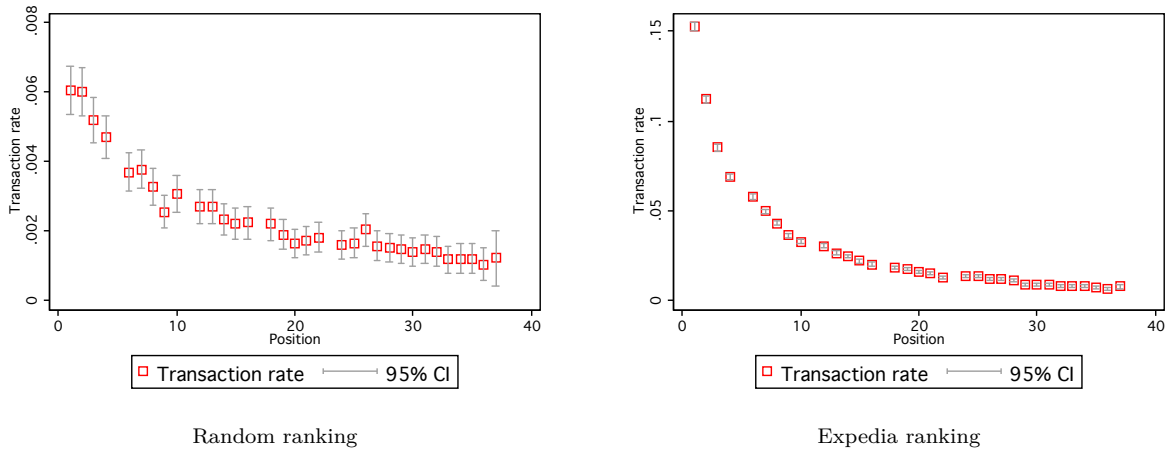 .008
.006
.004
.002
0
Transaction rate
0 10 20 30 40
Position
Transaction rate 95% CI
Random ranking
.15
.1
.05
0
Transaction rate
0 10 20 30 40
Position
Transaction rate 95% CI
Expedia ranking